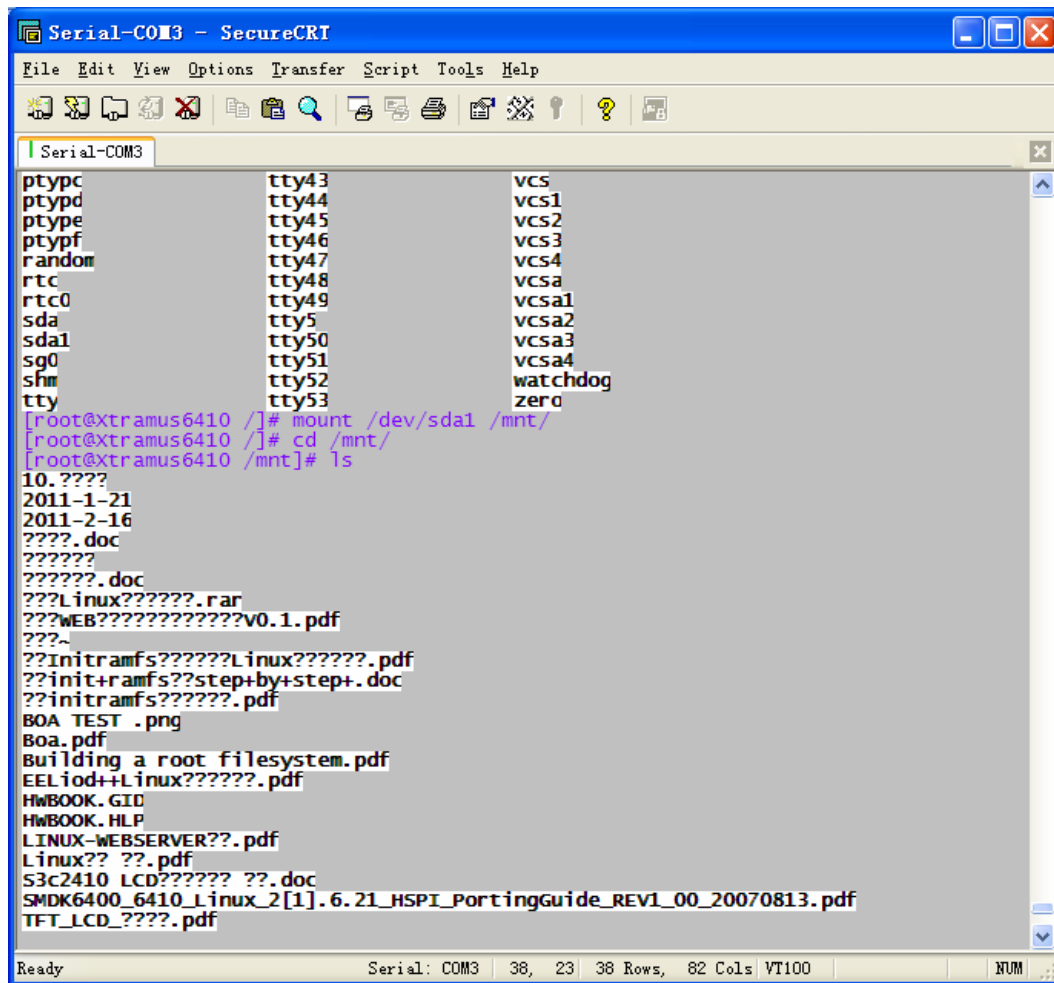 Serial-COM3 - SecureCRT
File Edit View Options Transfer Script Tools Help
Serial-COM3
ptypc tty43 vcs
ptypd tty44 vcs1
ptype tty45 vcs2
ptypf tty46 vcs3
random tty47 vcs4
rtc tty48 vcsa
rtc0 tty49 vcsa1
sda tty5 vcsa2
sda1 tty50 vcsa3
sg0 tty51 vcsa4
shm tty52 watchdog
tty tty53 zero
[root@Xtramus6410 /]# mount /dev/sda1 /mnt/
[root@Xtramus6410 /]# cd /mnt/
[root@Xtramus6410 /mnt]# ls
10.????
2011-1-21
2011-2-16
????.doc
??????
??????.doc
???Linux??????.rar
???WEB????????????V0.1.pdf
???~
??Initramfs??????Linux??????.pdf
??init+ramfs??step+by+step+.doc
??initramfs??????.pdf
BOA TEST .png
Boa.pdf
Building a root filesystem.pdf
EELiod++Linux??????.pdf
HWBOOK.GID
HWBOOK.HLP
LINUX-WEBSERVER??.pdf
Linux?? ??.pdf
S3c2410 LCD?????? ??.doc
SMDK6400_6410_Linux_2[1].6.21_HSPI_PortingGuide_REV1_00_20070813.pdf
TFT_LCD_????.pdf
Ready Serial: COM3 38, 23 38 Rows, 82 Cols VT100 NUM